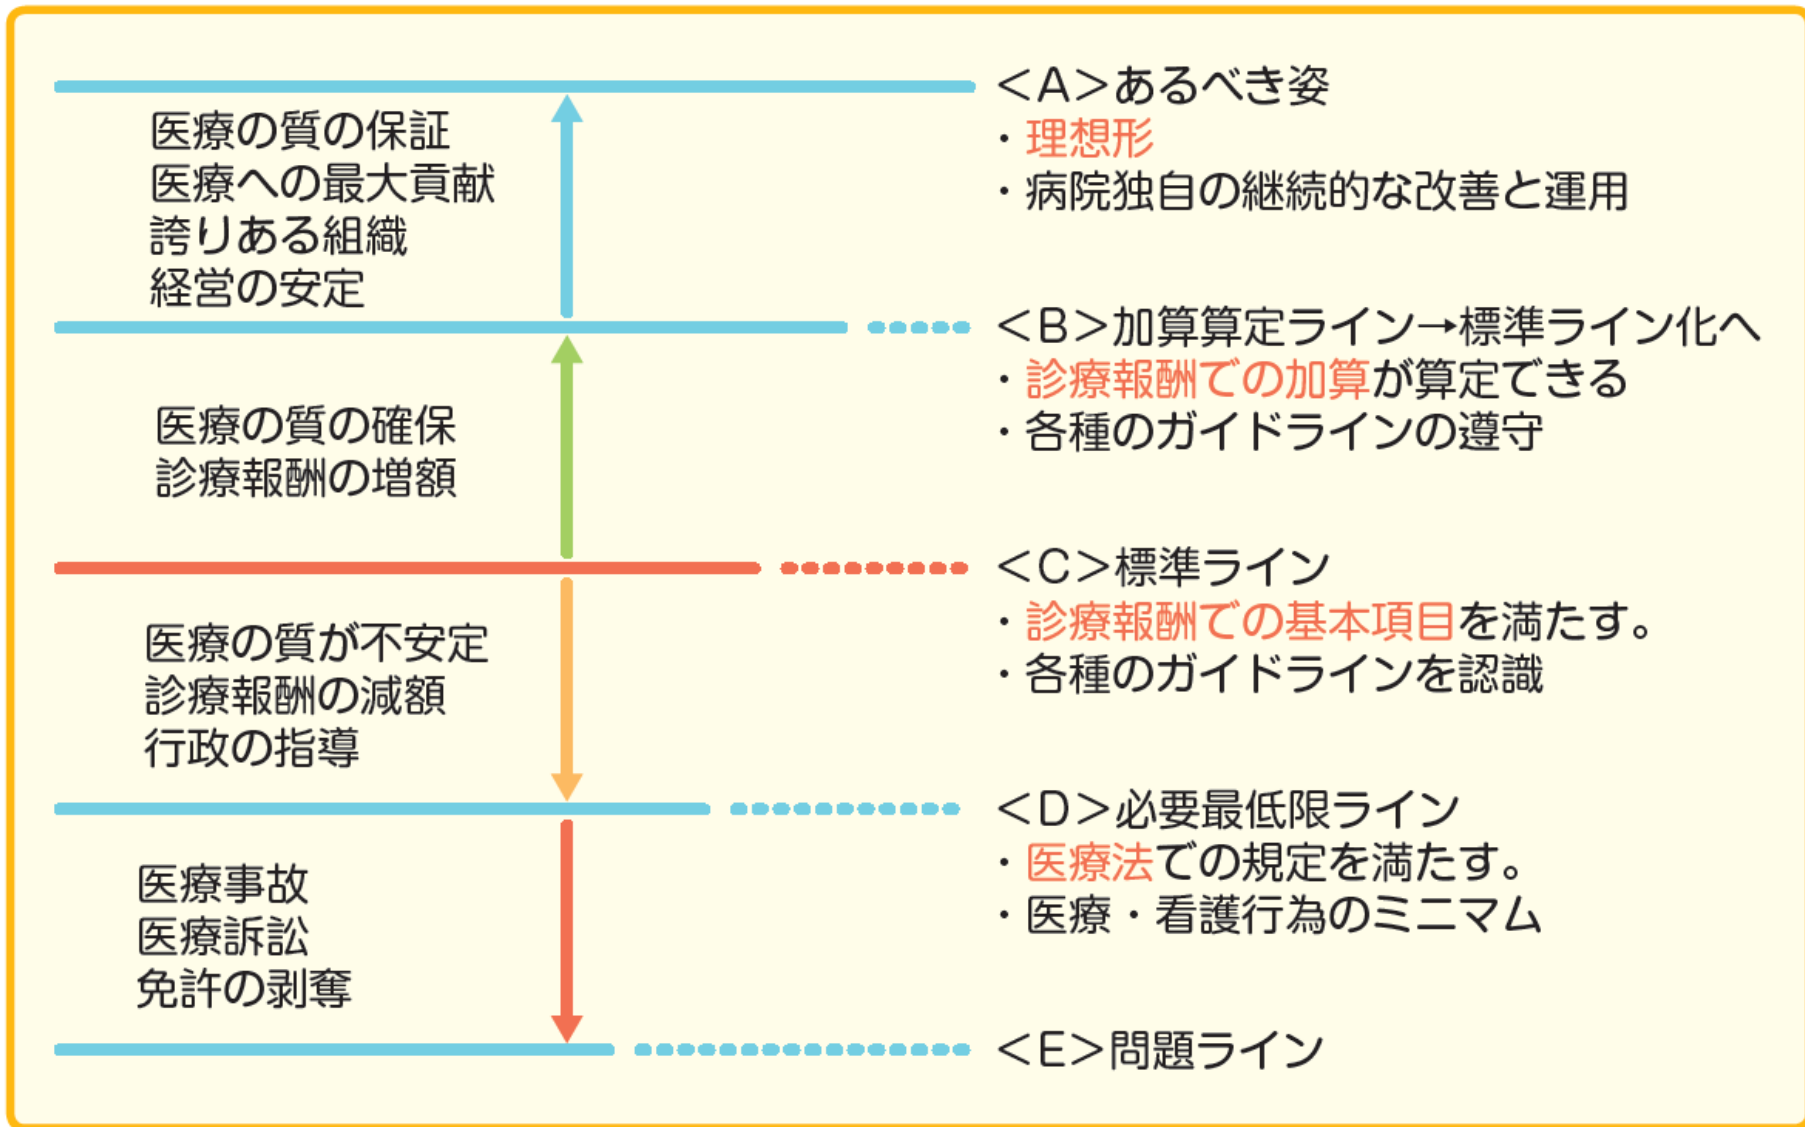 <A>あるべき姿
・理想形
・病院独自の継続的な改善と運用
医療の質の保証
医療への最大貢献
誇りある組織
経営の安定
<B>加算算定ライン→標準ライン化へ
・診療報酬での加算が算定できる
・各種のガイドラインの遵守
医療の質の確保
診療報酬の増額
<C>標準ライン
・診療報酬での基本項目を満たす。
・各種のガイドラインを認識
医療の質が不安定
診療報酬の減額
行政の指導
<D>必要最低限ライン
・医療法での規定を満たす。
・医療・看護行為のミニマム
医療事故
医療訴訟
免許の剥奪
<E>問題ライン